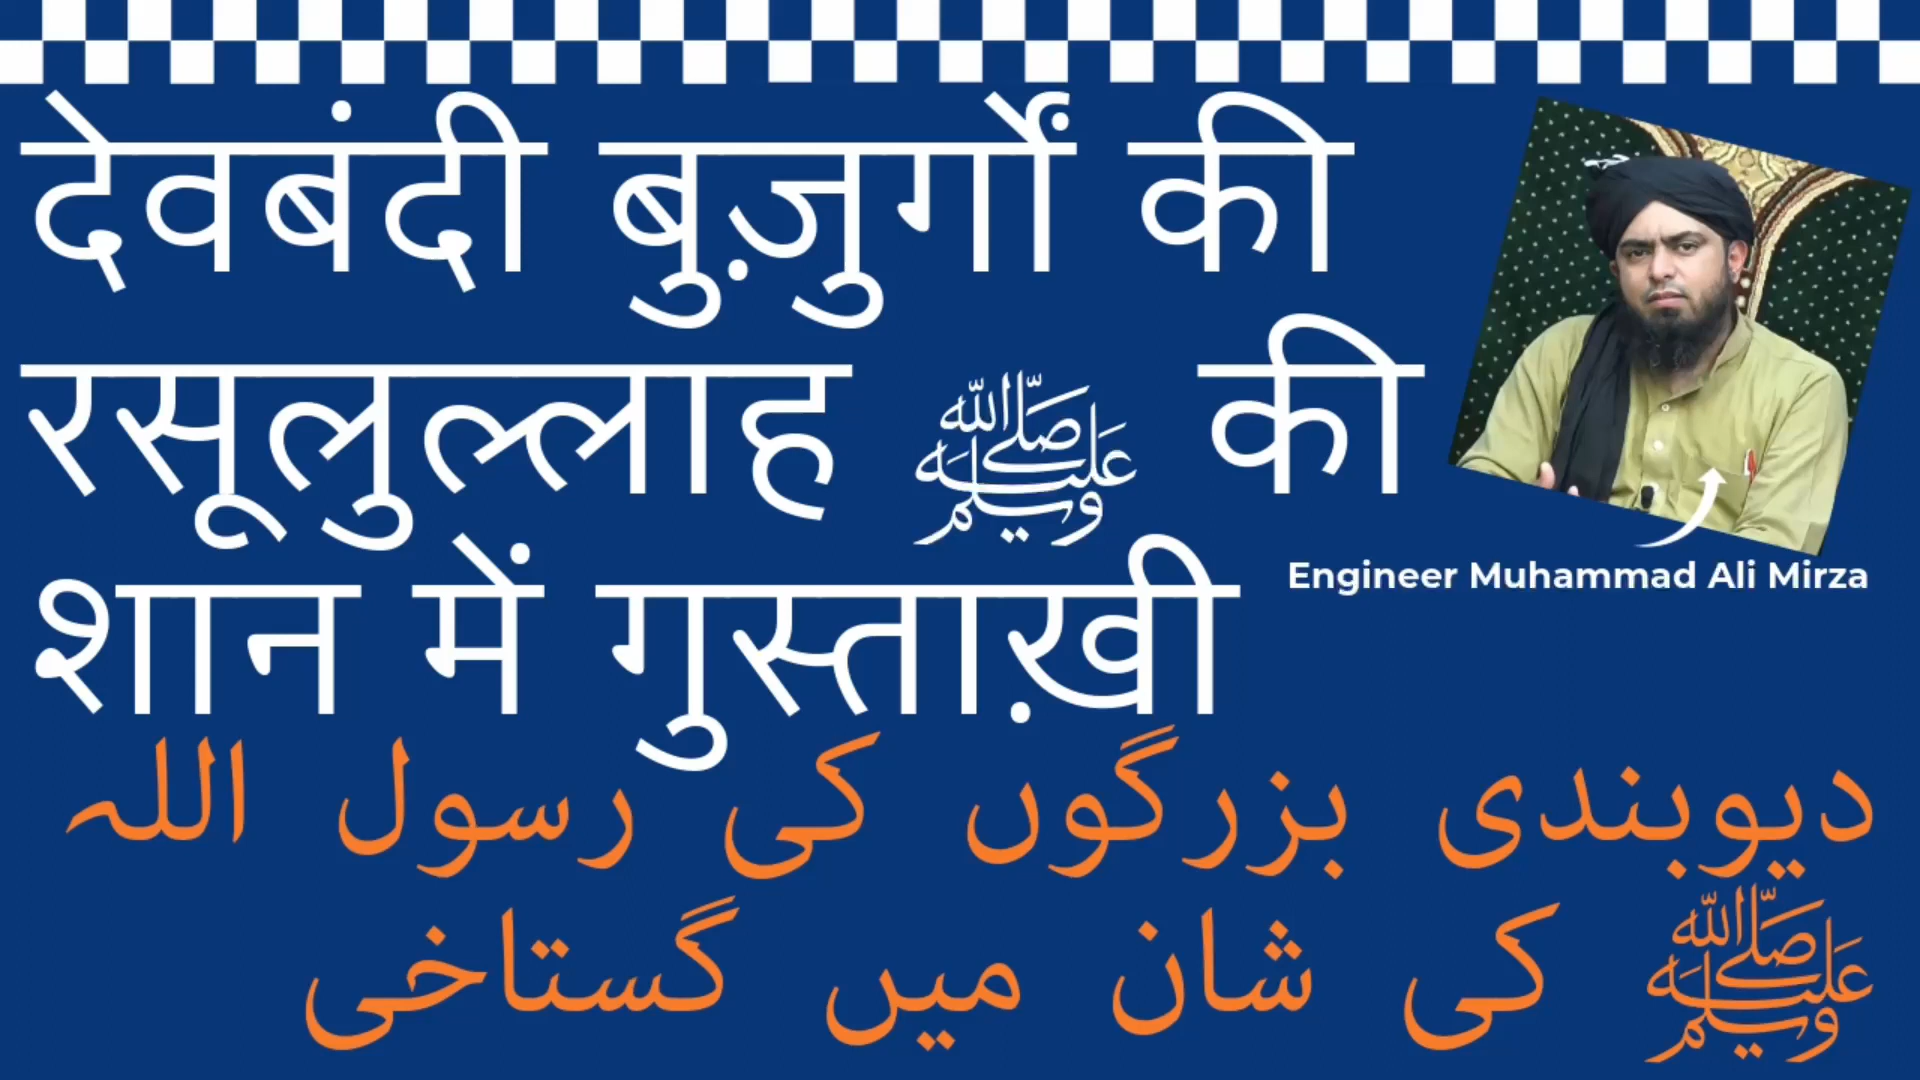 देवबंदी बुज़ुर्गों की
रसूलुल्लाह ﷺ की
शान में गुस्ताख़ी
Engineer Muhammad Ali Mirza
دیوبندی بزرگوں کی رسول اللہ
ﷺ کی شان میں گستاخی